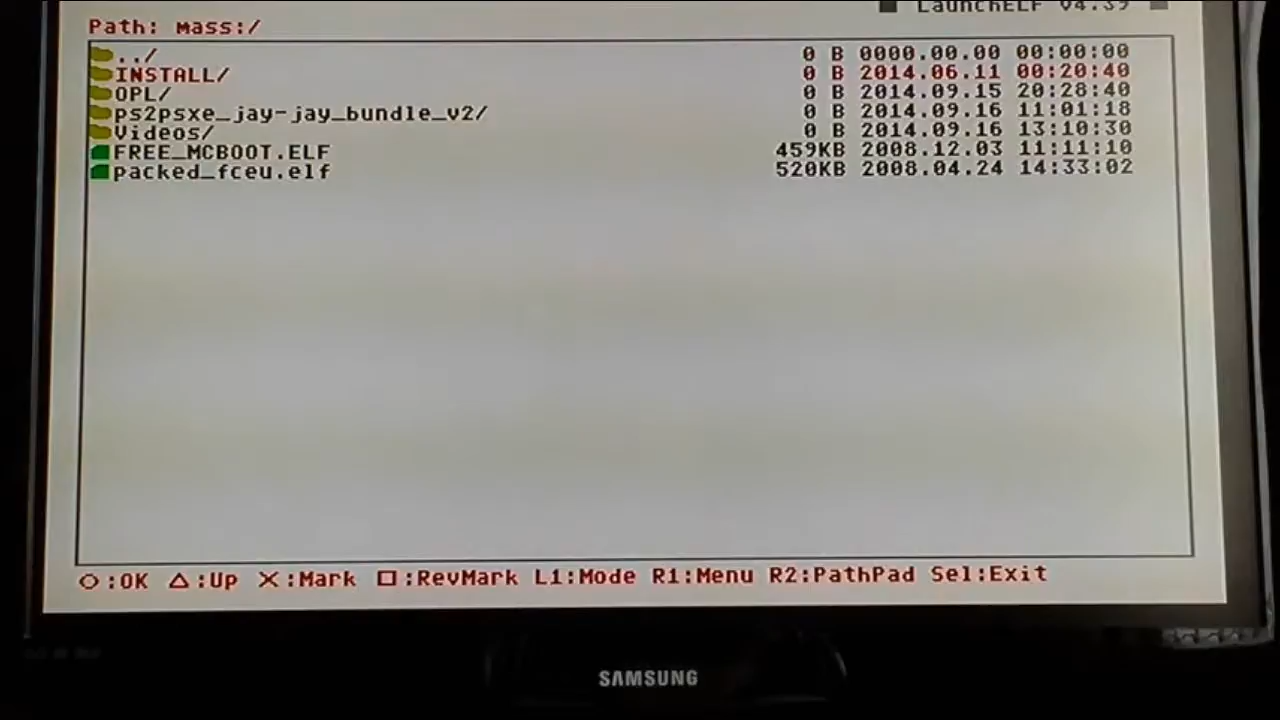 LaunchELF v4.39
Path: mass:/
../ 0 B 0000.00.00 00:00:00
INSTALL/ 0 B 2014.06.11 00:20:40
OPL/ 0 B 2014.09.15 20:28:40
ps2psxe_jay-jay_bundle_v2/ 0 B 2014.09.16 11:01:18
Videos/ 0 B 2014.09.16 13:10:30
FREE_MCBOOT.ELF 459KB 2008.12.03 11:11:10
packed_fceu.elf 520KB 2008.04.24 14:33:02
○:OK △:Up ×:Mark □:RevMark L1:Mode R1:Menu R2:PathPad Sel:Exit
SAMSUNG